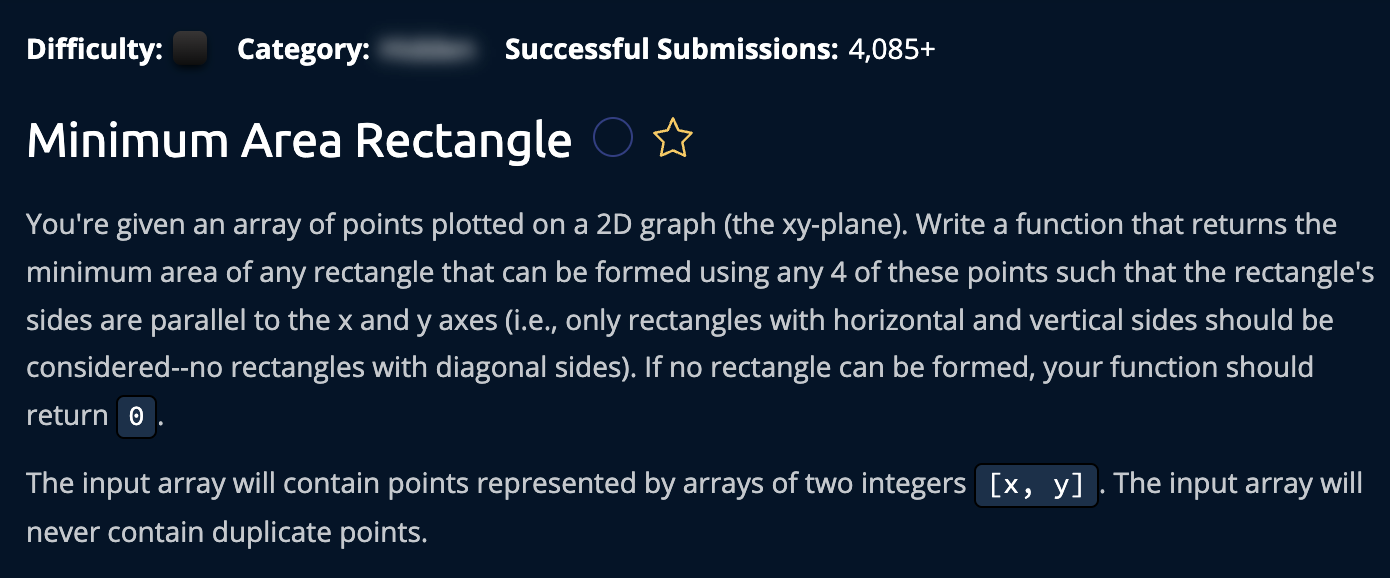 Difficulty: Category: Successful Submissions: 4,085+
Minimum Area Rectangle
You're given an array of points plotted on a 2D graph (the xy-plane). Write a function that returns the
minimum area of any rectangle that can be formed using any 4 of these points such that the rectangle's
sides are parallel to the x and y axes (i.e., only rectangles with horizontal and vertical sides should be
considered--no rectangles with diagonal sides). If no rectangle can be formed, your function should
return 0.
The input array will contain points represented by arrays of two integers [x, y]. The input array will
never contain duplicate points.